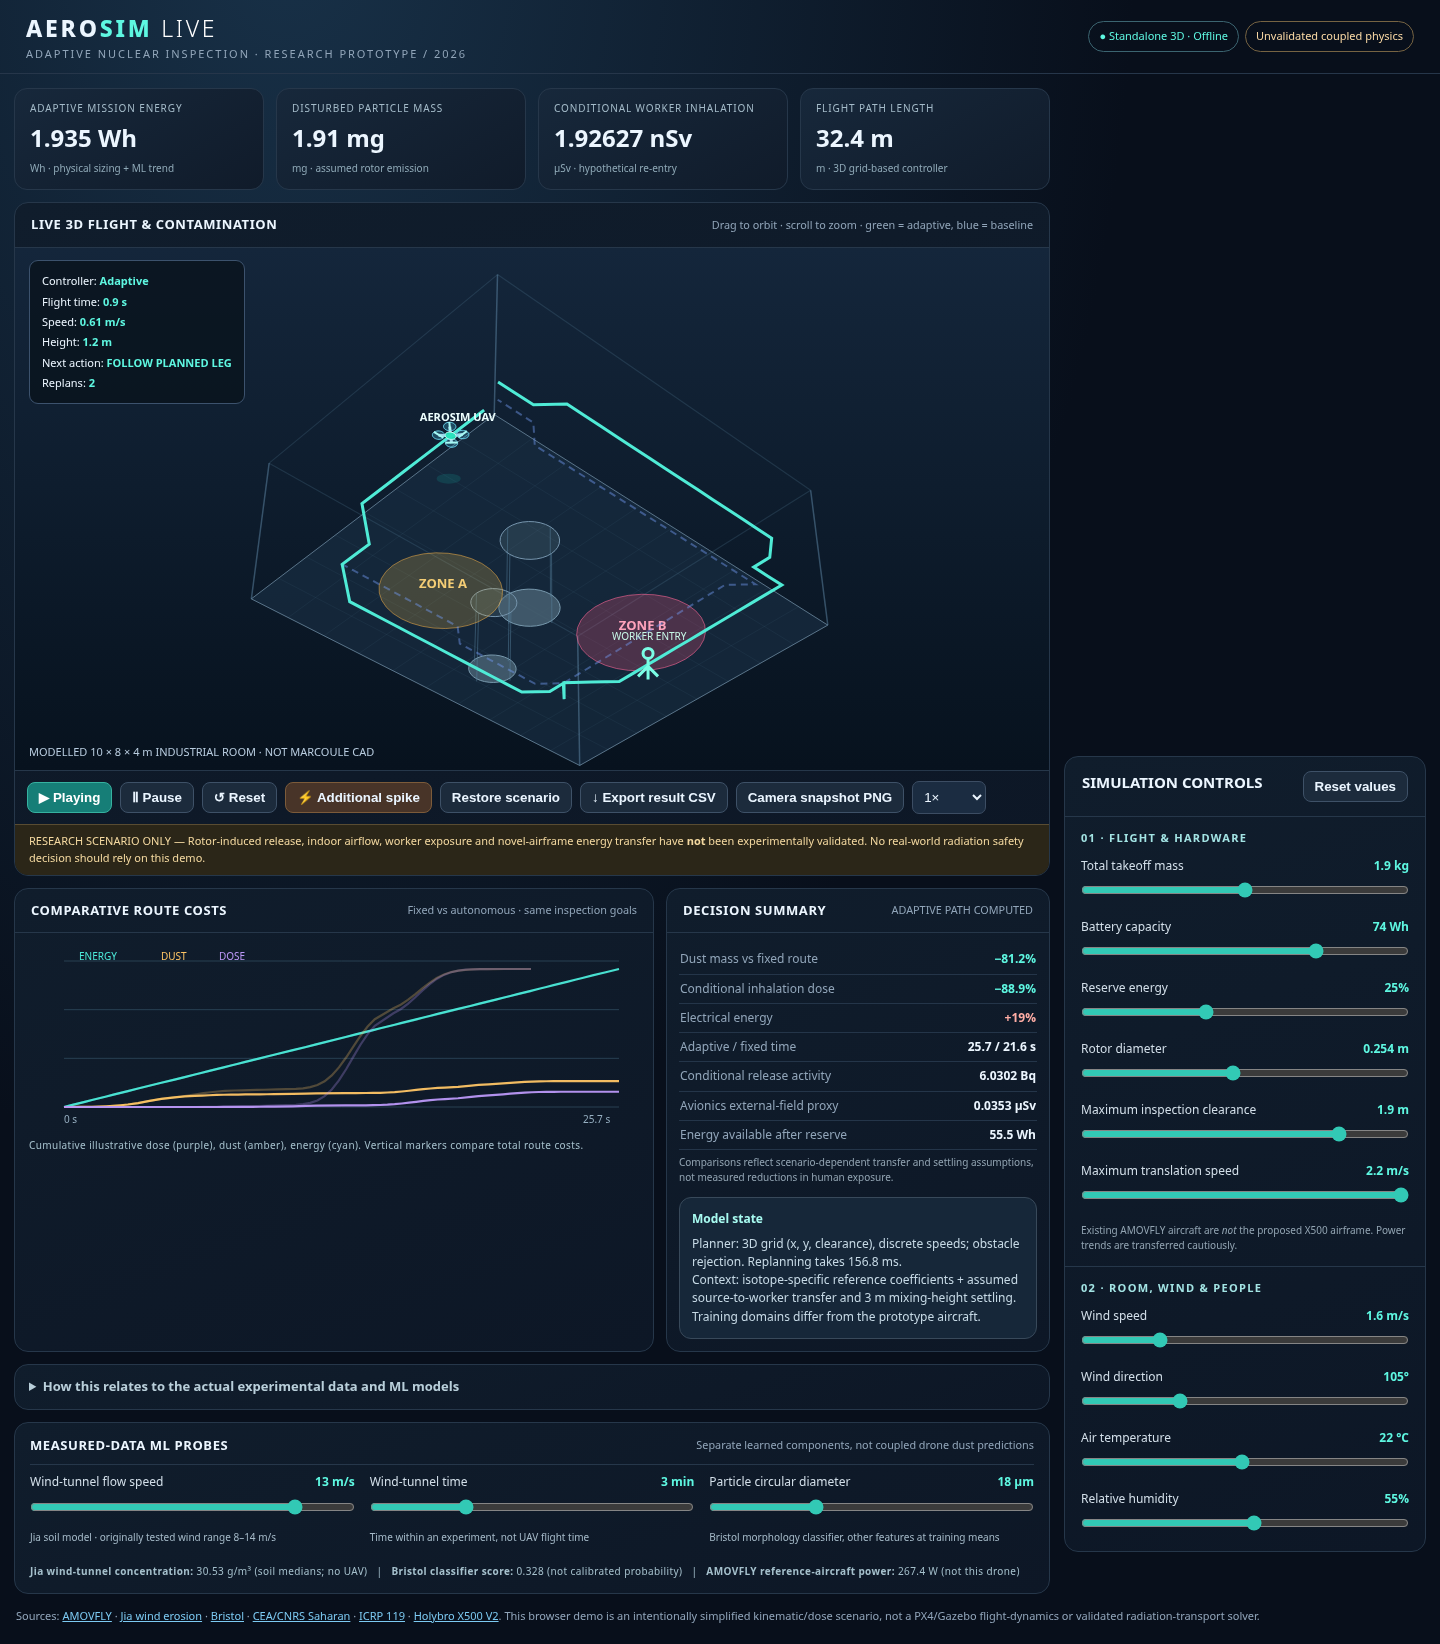 AEROSIM LIVE
ADAPTIVE NUCLEAR INSPECTION · RESEARCH PROTOTYPE / 2026
● Standalone 3D · Offline
Unvalidated coupled physics
ADAPTIVE MISSION ENERGY
1.935 Wh
Wh · physical sizing + ML trend
DISTURBED PARTICLE MASS
1.91 mg
mg · assumed rotor emission
CONDITIONAL WORKER INHALATION
1.92627 nSv
µSv · hypothetical re-entry
FLIGHT PATH LENGTH
32.4 m
m · 3D grid-based controller
LIVE 3D FLIGHT & CONTAMINATION
Drag to orbit · scroll to zoom · green = adaptive, blue = baseline
Controller: Adaptive
Flight time: 0.9 s
Speed: 0.61 m/s
Height: 1.2 m
Next action: FOLLOW PLANNED LEG
Replans: 2
AEROSIM UAV
ZONE A
ZONE B
WORKER ENTRY
MODELLED 10 × 8 × 4 m INDUSTRIAL ROOM · NOT MARCOULE CAD
▶ Playing
Ⅱ Pause
↺ Reset
⚡ Additional spike
Restore scenario
↓ Export result CSV
Camera snapshot PNG
1×
RESEARCH SCENARIO ONLY — Rotor-induced release, indoor airflow, worker exposure and novel-airframe energy transfer have not been experimentally validated. No real-world radiation safety
decision should rely on this demo.
COMPARATIVE ROUTE COSTS
Fixed vs autonomous · same inspection goals
ENERGY
DUST
DOSE
0 s
25.7 s
Cumulative illustrative dose (purple), dust (amber), energy (cyan). Vertical markers compare total route costs.
DECISION SUMMARY
ADAPTIVE PATH COMPUTED
Dust mass vs fixed route −81.2%
Conditional inhalation dose −88.9%
Electrical energy +19%
Adaptive / fixed time 25.7 / 21.6 s
Conditional release activity 6.0302 Bq
Avionics external-field proxy 0.0353 µSv
Energy available after reserve 55.5 Wh
Comparisons reflect scenario-dependent transfer and settling assumptions,
not measured reductions in human exposure.
Model state
Planner: 3D grid (x, y, clearance), discrete speeds; obstacle
rejection. Replanning takes 156.8 ms.
Context: isotope-specific reference coefficients + assumed
source-to-worker transfer and 3 m mixing-height settling.
Training domains differ from the prototype aircraft.
▶ How this relates to the actual experimental data and ML models
MEASURED-DATA ML PROBES
Separate learned components, not coupled drone dust predictions
Wind-tunnel flow speed 13 m/s
Jia soil model · originally tested wind range 8–14 m/s
Wind-tunnel time 3 min
Time within an experiment, not UAV flight time
Particle circular diameter 18 µm
Bristol morphology classifier, other features at training means
Jia wind-tunnel concentration: 30.53 g/m³ (soil medians; no UAV) | Bristol classifier score: 0.328 (not calibrated probability) | AMOVFLY reference-aircraft power: 267.4 W (not this drone)
SIMULATION CONTROLS
Reset values
01 · FLIGHT & HARDWARE
Total takeoff mass 1.9 kg
Battery capacity 74 Wh
Reserve energy 25%
Rotor diameter 0.254 m
Maximum inspection clearance 1.9 m
Maximum translation speed 2.2 m/s
Existing AMOVFLY aircraft are not the proposed X500 airframe. Power
trends are transferred cautiously.
02 · ROOM, WIND & PEOPLE
Wind speed 1.6 m/s
Wind direction 105°
Air temperature 22 °C
Relative humidity 55%
Sources: AMOVFLY · Jia wind erosion · Bristol · CEA/CNRS Saharan · ICRP 119 · Holybro X500 V2. This browser demo is an intentionally simplified kinematic/dose scenario, not a PX4/Gazebo flight-dynamics or validated radiation-transport solver.